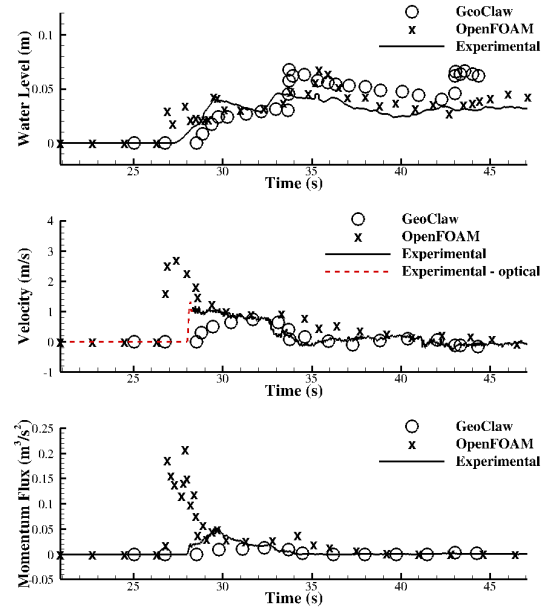 GeoClaw
OpenFOAM
Experimental
Water Level (m)
0.1
0.05
0
25
30
35
40
45
Time (s)
GeoClaw
OpenFOAM
Experimental
Experimental - optical
Velocity (m/s)
4
3
2
1
0
-1
25
30
35
40
45
Time (s)
GeoClaw
OpenFOAM
Experimental
Momentum Flux (m³/s²)
0.25
0.2
0.15
0.1
0.05
0
-0.05
25
30
35
40
45
Time (s)